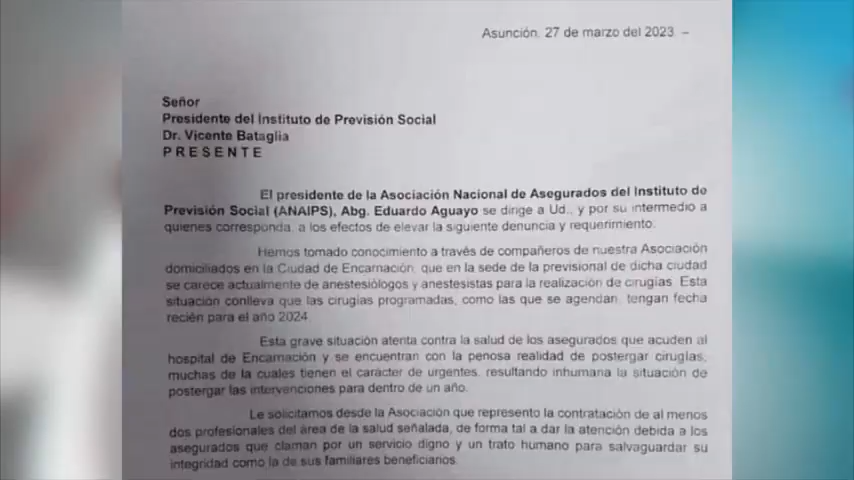 Asunción, 27 de marzo del 2023 –
Señor
Presidente del Instituto de Previsión Social
Dr. Vicente Bataglia
P R E S E N T E
El presidente de la Asociación Nacional de Asegurados del Instituto de
Previsión Social (ANAIPS), Abg. Eduardo Aguayo se dirige a Ud., y por su intermedio a
quienes corresponda, a los efectos de elevar la siguiente denuncia y requerimiento:
Hemos tomado conocimiento a través de compañeros de nuestra Asociación
domiciliados en la Ciudad de Encarnación, que en la sede de la previsional de dicha ciudad
se carece actualmente de anestesiólogos y anestesistas para la realización de cirugías. Esta
situación conlleva que las cirugías programadas, como las que se agendan, tengan fecha
recién para el año 2024.
Esta grave situación atenta contra la salud de los asegurados que acuden al
hospital de Encarnación y se encuentran con la penosa realidad de postergar cirugías,
muchas de la cuales tienen el carácter de urgentes, resultando inhumana la situación de
postergar las intervenciones para dentro de un año.
Le solicitamos desde la Asociación que represento la contratación de al menos
dos profesionales del área de la salud señalada, de forma tal a dar la atención debida a los
asegurados que claman por un servicio digno y un trato humano para salvaguardar su
integridad como la de sus familiares beneficiarios.